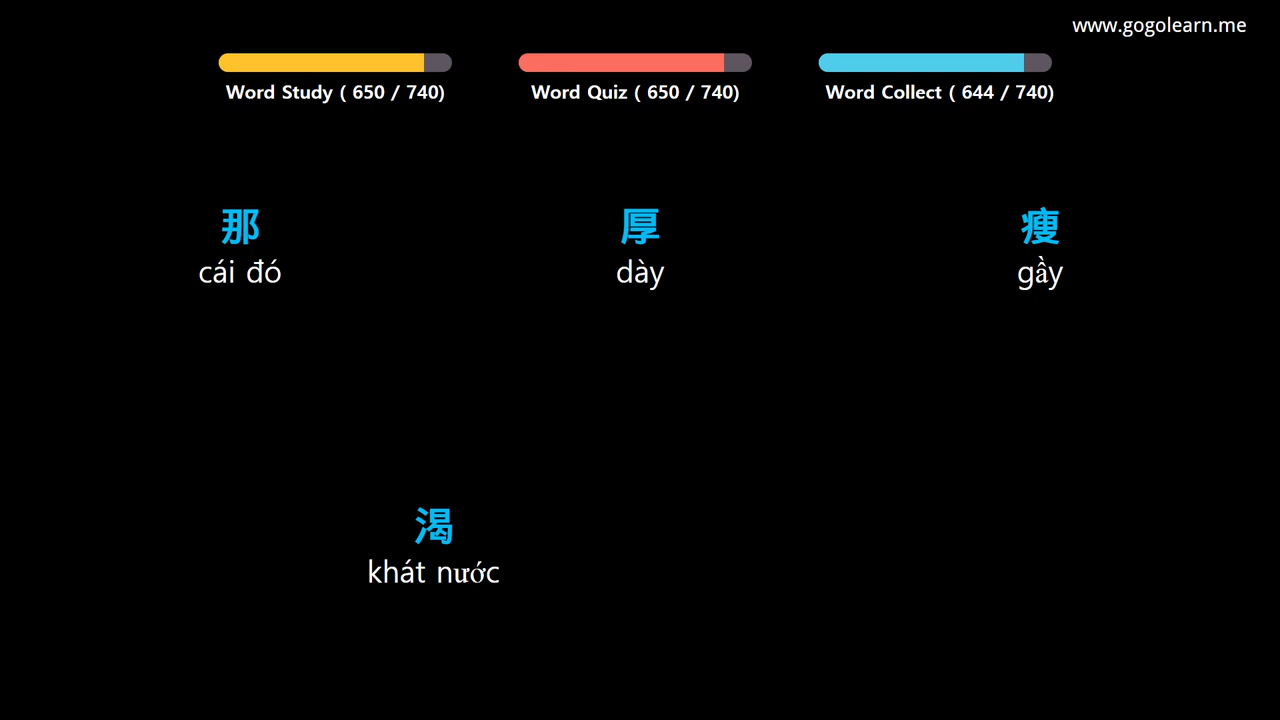 www.gogolearn.me
Word Study ( 650 / 740)
Word Quiz ( 650 / 740)
Word Collect ( 644 / 740)
那
cái đó
厚
dày
瘦
gầy
渴
khát nước